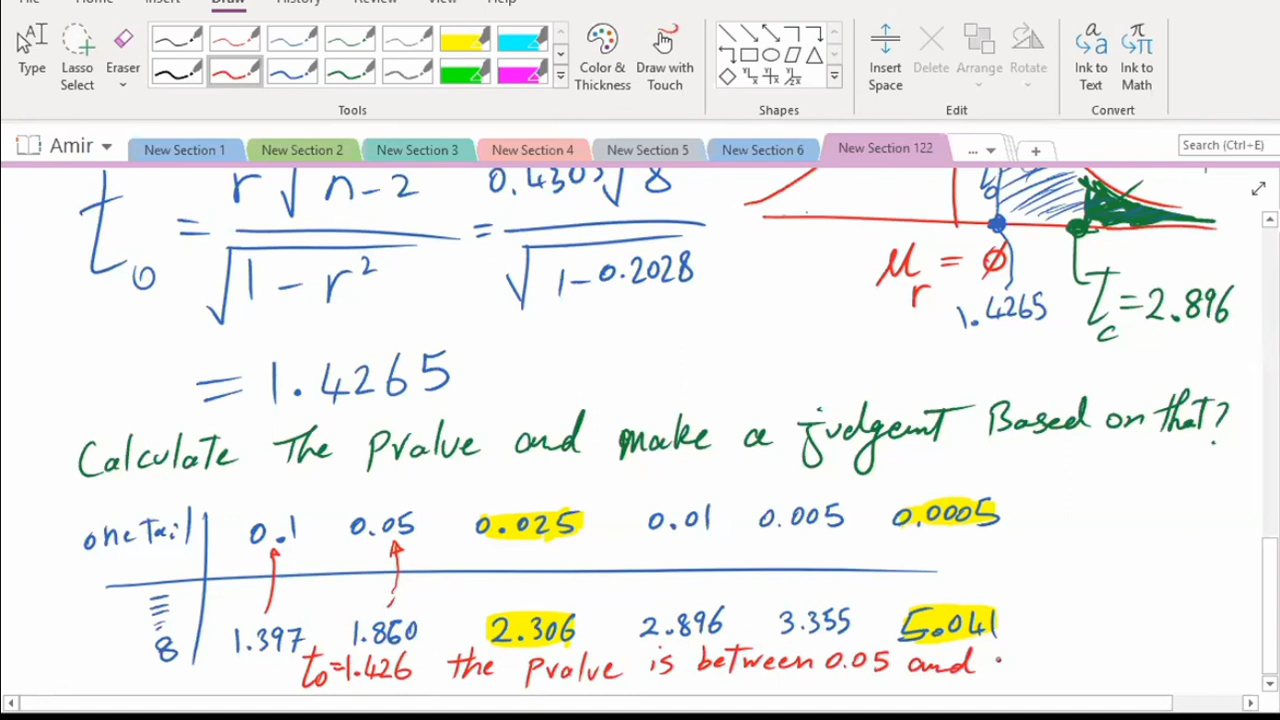 File Home Insert Draw History Review View Help
Type Lasso Select Eraser Color & Thickness Draw with Touch Insert Space Delete Arrange Rotate Ink to Text Ink to Math
Tools Shapes Edit Convert
Amir New Section 1 New Section 2 New Section 3 New Section 4 New Section 5 New Section 6 New Section 122 ... Search (Ctrl+E)
t₀ = r√n-2 / √1-r² = 0.4503√8 / √1-0.2028
μr = ϕ
1.4265
tc = 2.896
= 1.4265
Calculate the pvalue and make a judgemt Based on that?
one tail 0.1 0.05 0.025 0.01 0.005 0.0005
8 1.397 1.860 2.306 2.896 3.355 5.041
t₀=1.426 the pvalue is between 0.05 and